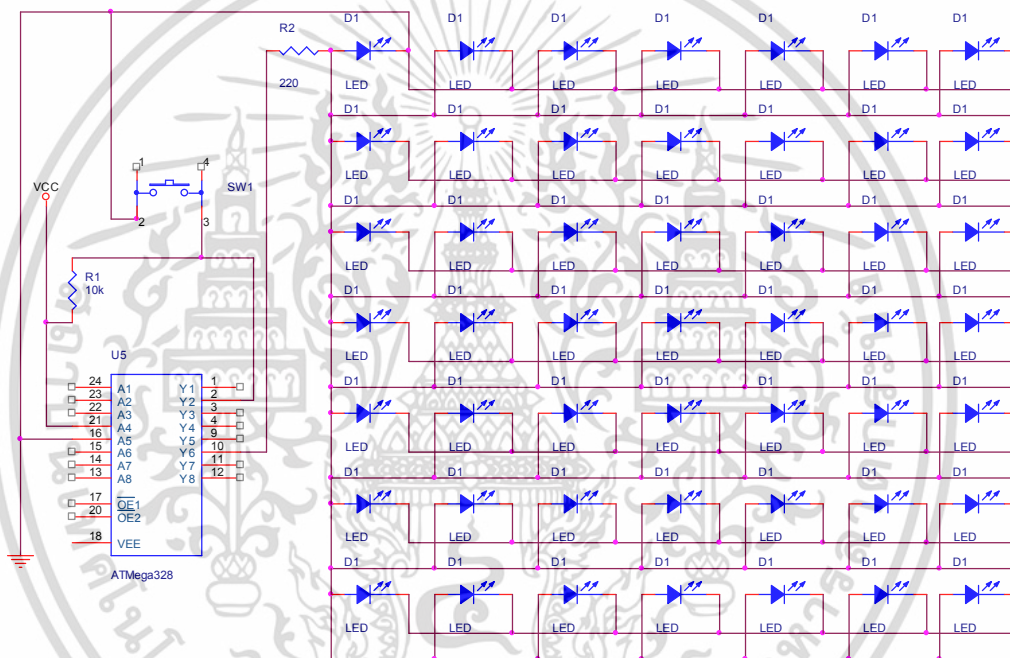 D1 D1 D1 D1 D1 D1 D1
R2
220
LED LED LED LED LED LED LED
D1 D1 D1 D1 D1 D1 D1
1 4
SW1
VCC
2 3
LED LED LED LED LED LED LED
D1 D1 D1 D1 D1 D1 D1
R1
10k
LED LED LED LED LED LED LED
D1 D1 D1 D1 D1 D1 D1
U5
LED LED LED LED LED LED LED
D1 D1 D1 D1 D1 D1 D1
24 A1 Y1 1
23 A2 Y2 2
22 A3 Y3 3
21 A4 Y4 4
16 A5 Y5 9
15 A6 Y6 10
14 A7 Y7 11
13 A8 Y8 12
17 OE1
20 OE2
18 VEE
ATMega328
LED LED LED LED LED LED LED
D1 D1 D1 D1 D1 D1 D1
LED LED LED LED LED LED LED
D1 D1 D1 D1 D1 D1 D1
LED LED LED LED LED LED LED